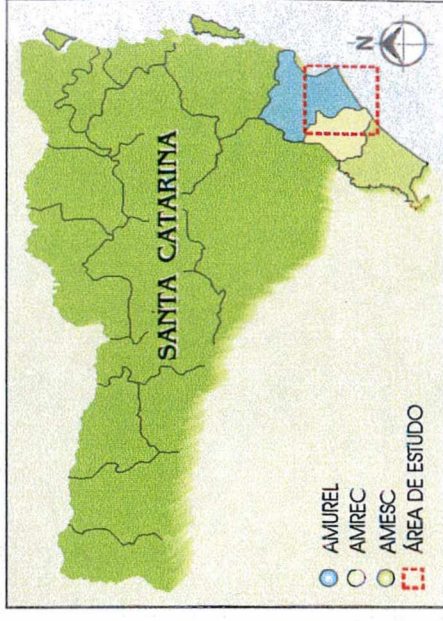 SANTA CATARINA
N
AMUREL
AMREC
AMESC
ÁREA DE ESTUDO